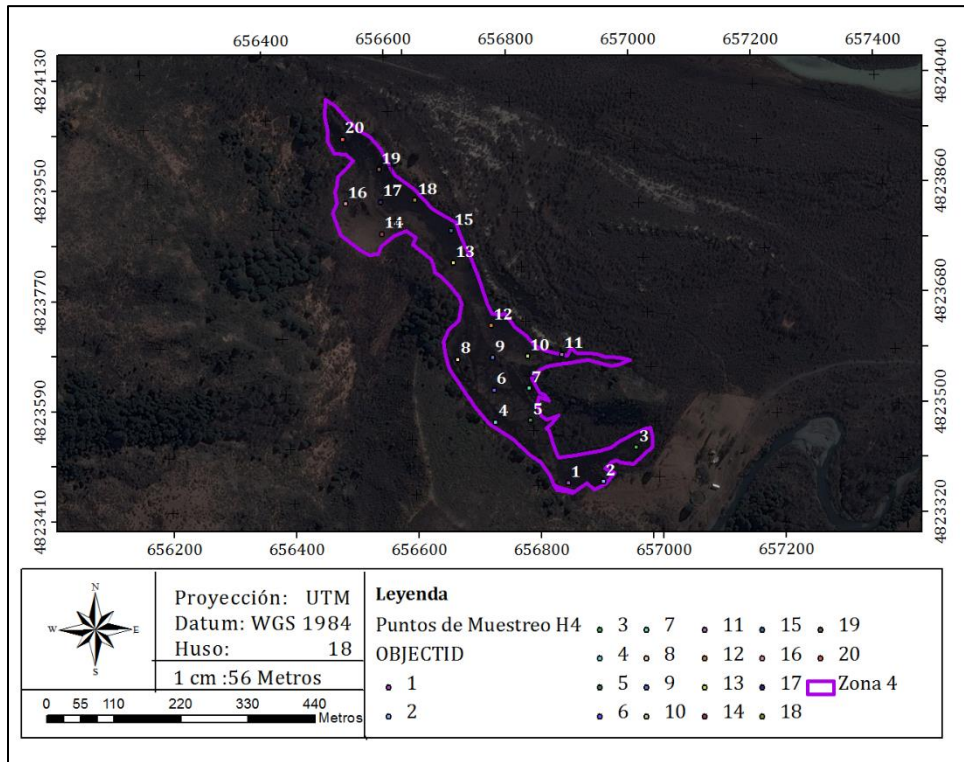 656400 656600 656800 657000 657200 657400
4824130
4823950
4823770
4823590
4823410
4824040
4823860
4823680
4823500
4823320
20
19
16 17 18
14 15
13
12
8 9 10 11
6 7
4 5
3
1 2
656200 656400 656600 656800 657000 657200
N
W E
S
Proyección: UTM
Datum: WGS 1984
Huso: 18
1 cm :56 Metros
0 55 110 220 330 440
Metros
Leyenda
Puntos de Muestreo H4
OBJECTID
1
2
3 7 11 15 19
4 8 12 16 20
5 9 13 17 Zona 4
6 10 14 18